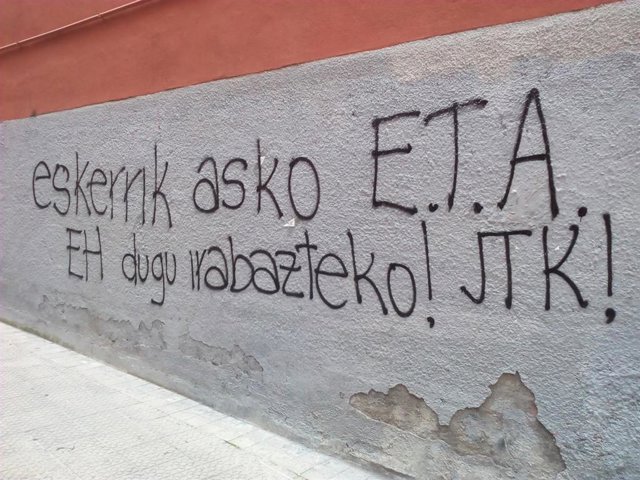 eskerrik asko E.T.A.
EH dugu irabazteko! JTK!